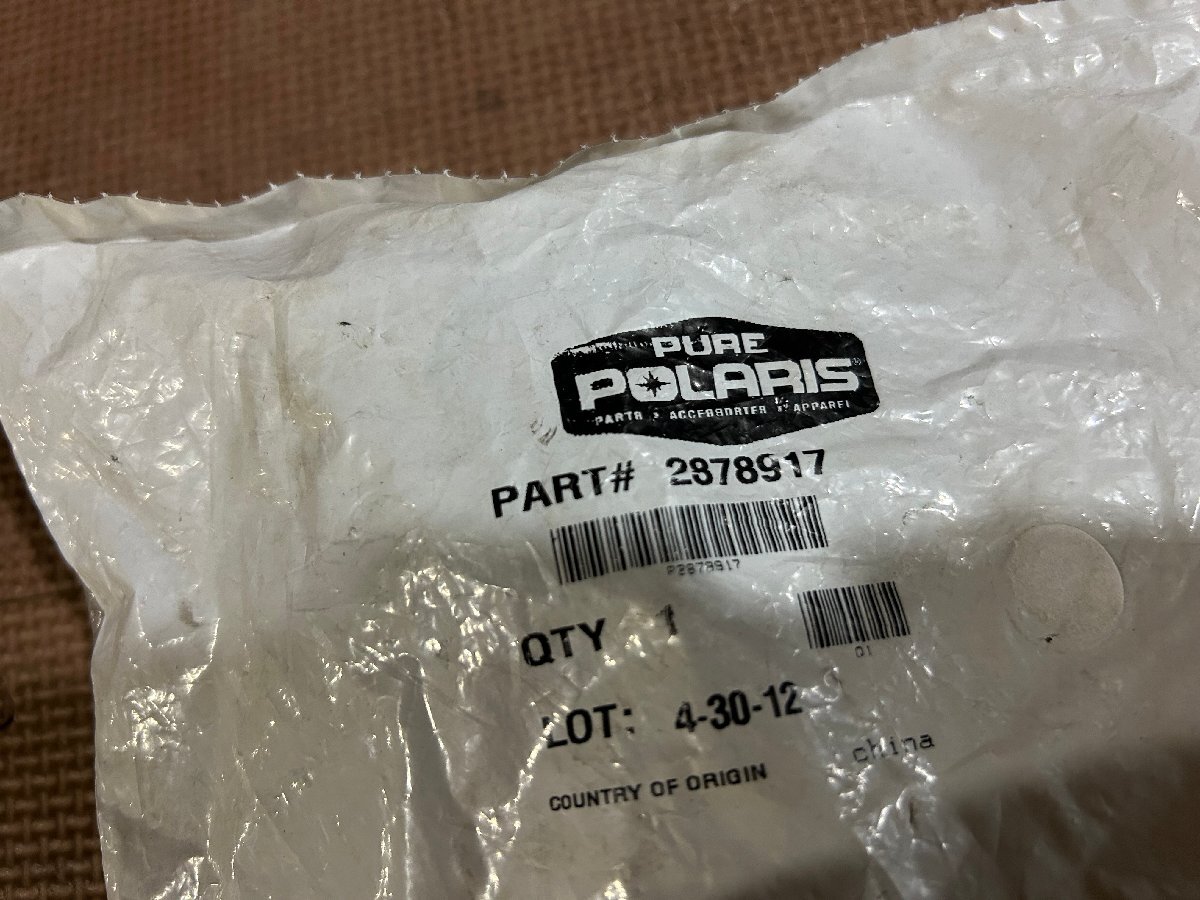 PURE
POLARIS®
PARTS • ACCESSORIES • APPAREL
PART# 2878917
P2878917
QTY 1
01
LOT: 4-30-12
COUNTRY OF ORIGIN china